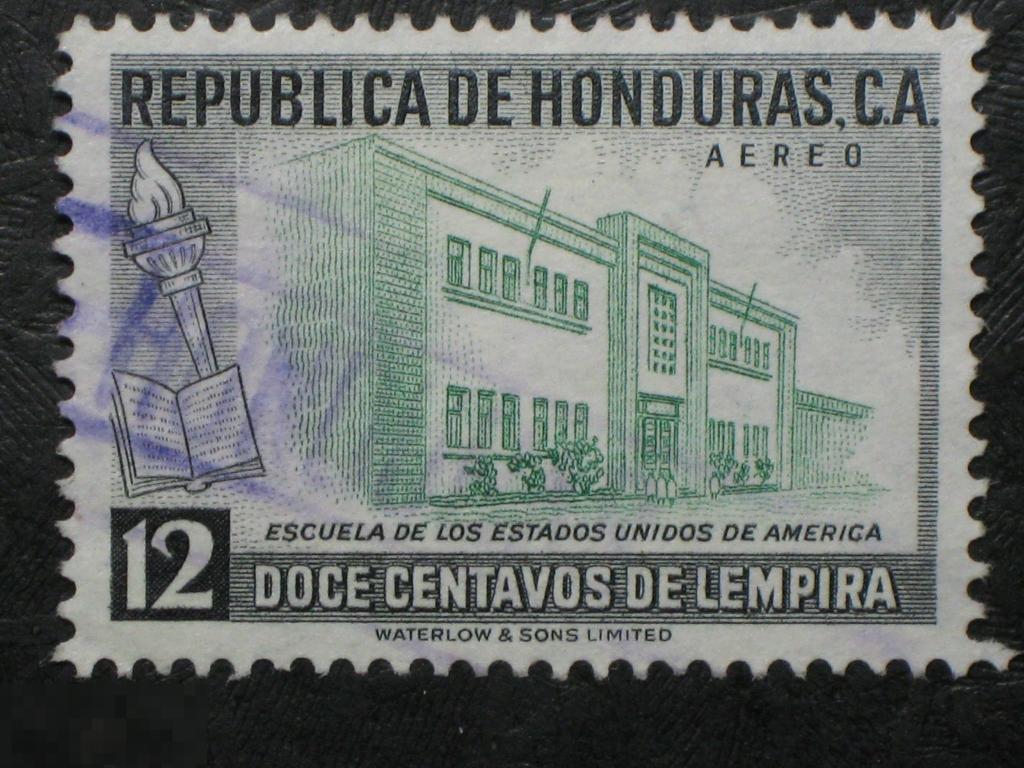 REPUBLICA DE HONDURAS, C.A.
AEREO
ESCUELA DE LOS ESTADOS UNIDOS DE AMERICA
12
DOCE CENTAVOS DE LEMPIRA
WATERLOW & SONS LIMITED